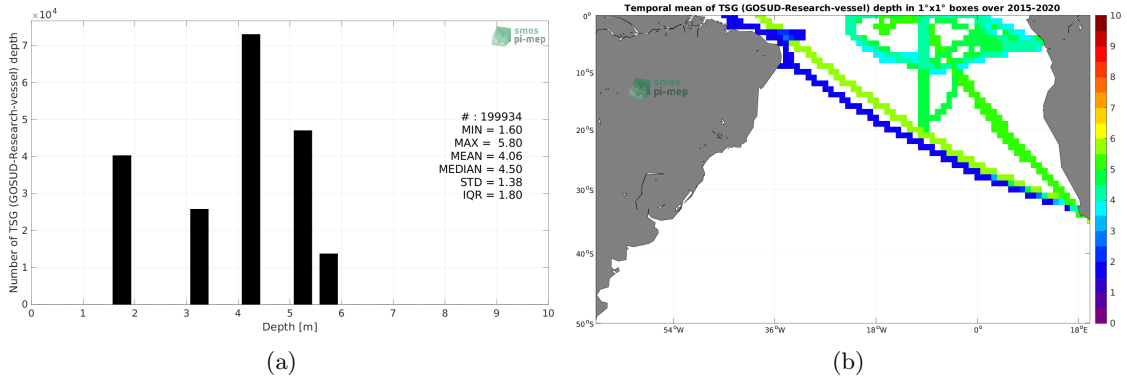 ×10⁴
7
6
5
4
3
2
1
0
Number of TSG (GOSUD-Research-vessel) depth
smos
pi-mep
# : 199934
MIN = 1.60
MAX = 5.80
MEAN = 4.06
MEDIAN = 4.50
STD = 1.38
IQR = 1.80
0 1 2 3 4 5 6 7 8 9 10
Depth [m]
(a)
Temporal mean of TSG (GOSUD-Research-vessel) depth in 1°x1° boxes over 2015-2020
0°
10°S
20°S
30°S
40°S
50°S
smos
pi-mep
54°W 36°W 18°W 0° 18°E
10
9
8
7
6
5
4
3
2
1
0
(b)